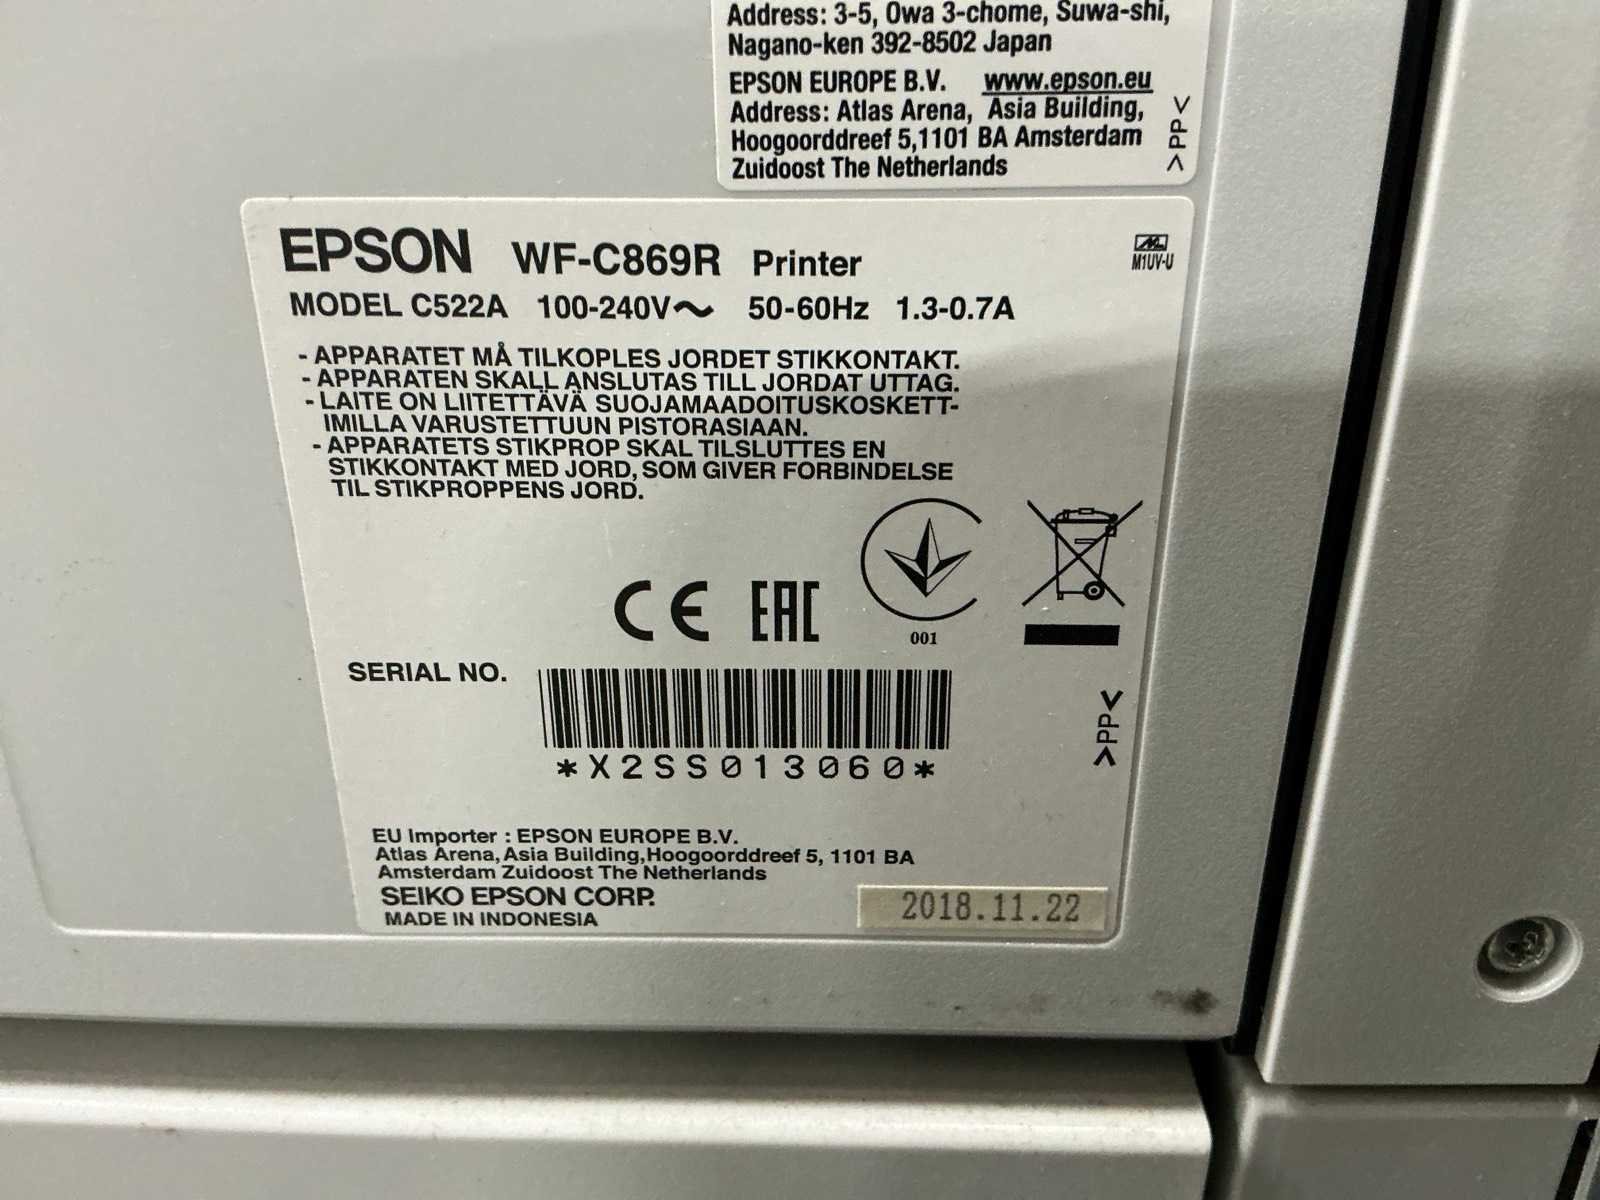 Address: 3-5, Owa 3-chome, Suwa-shi,
Nagano-ken 392-8502 Japan
EPSON EUROPE B.V. www.epson.eu
Address: Atlas Arena, Asia Building,
Hoogoorddreef 5,1101 BA Amsterdam
Zuidoost The Netherlands
>PP<
EPSON WF-C869R Printer
M1UV-U
MODEL C522A 100-240V～ 50-60Hz 1.3-0.7A
- APPARATET MÅ TILKOPLES JORDET STIKKONTAKT.
- APPARATEN SKALL ANSLUTAS TILL JORDAT UTTAG.
- LAITE ON LIITETTÄVÄ SUOJAMAADOITUSKOSKETT-
IMILLA VARUSTETTUUN PISTORASIAAN.
- APPARATETS STIKPROP SKAL TILSLUTTES EN
STIKKONTAKT MED JORD, SOM GIVER FORBINDELSE
TIL STIKPROPPENS JORD.
CE EAC
001
SERIAL NO.
*X2SS013060*
>PP<
EU Importer : EPSON EUROPE B.V.
Atlas Arena, Asia Building,Hoogoorddreef 5, 1101 BA
Amsterdam Zuidoost The Netherlands
SEIKO EPSON CORP.
MADE IN INDONESIA
2018.11.22